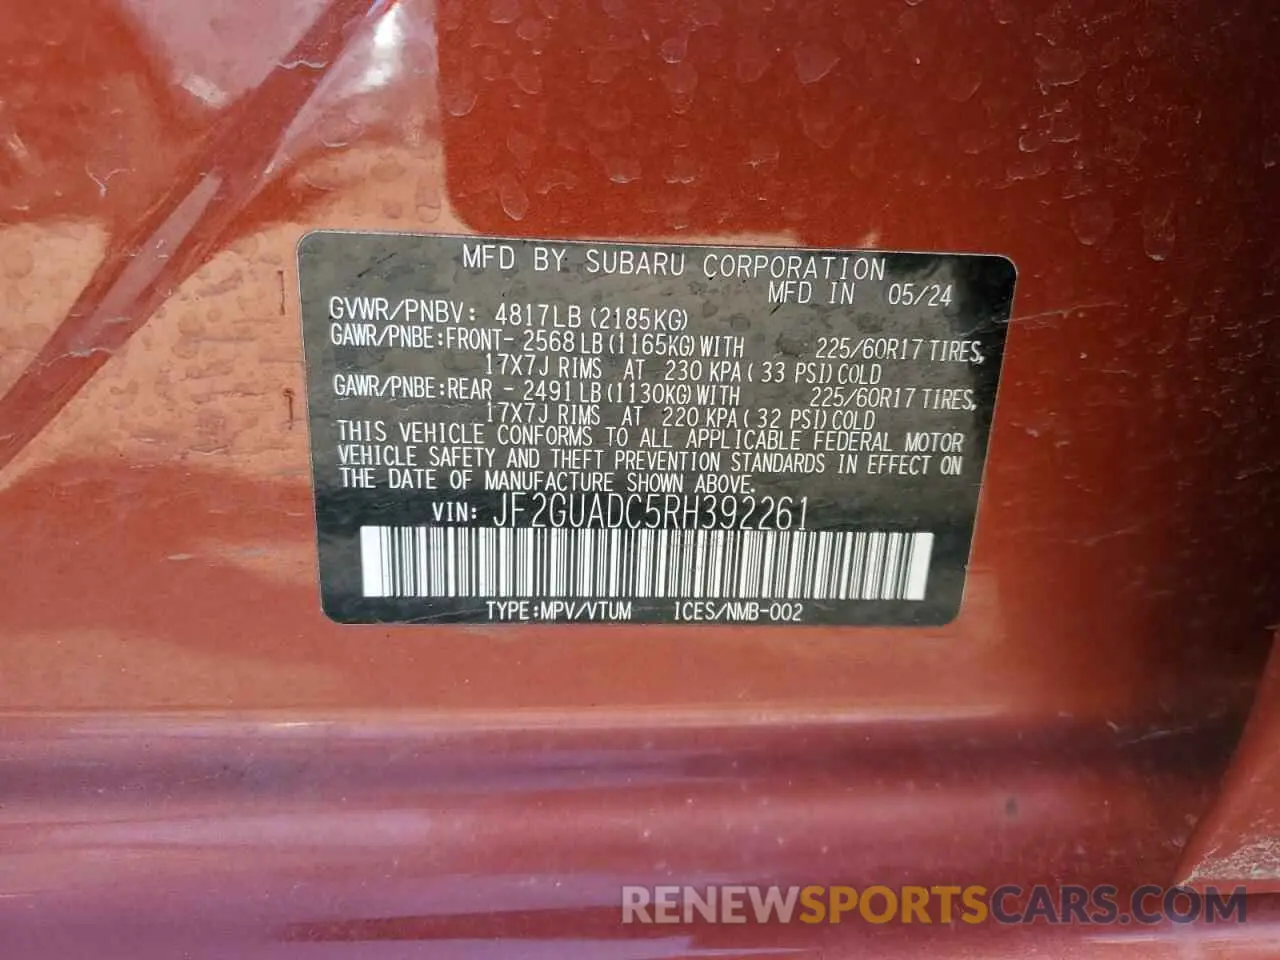 MFD BY SUBARU CORPORATION
MFD IN 05/24
GVWR/PNBV: 4817LB(2185KG)
GAWR/PNBE:FRONT- 2568LB(1165KG)WITH 225/60R17 TIRES,
17X7J RIMS AT 230 KPA( 33 PSI)COLD
GAWR/PNBE:REAR - 2491LB(1130KG)WITH 225/60R17 TIRES,
17X7J RIMS AT 220 KPA( 32 PSI)COLD
THIS VEHICLE CONFORMS TO ALL APPLICABLE FEDERAL MOTOR
VEHICLE SAFETY AND THEFT PREVENTION STANDARDS IN EFFECT ON
THE DATE OF MANUFACTURE SHOWN ABOVE.
VIN: JF2GUADC5RH392261
TYPE:MPV/VTUM ICES/NMB-002
RENEWSPORTSCARS.COM